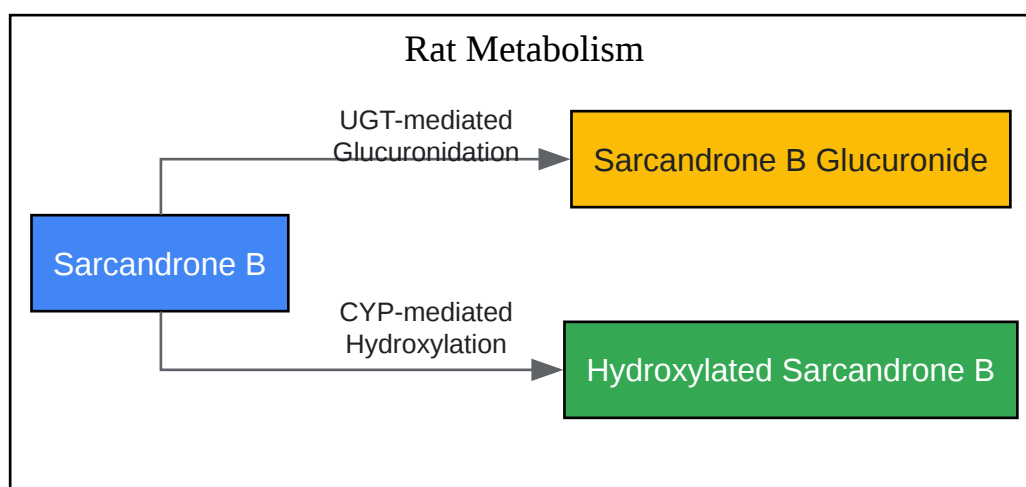 Rat Metabolism
UGT-mediated
Glucuronidation
Sarcandrone B Glucuronide
Sarcandrone B
CYP-mediated
Hydroxylation
Hydroxylated Sarcandrone B